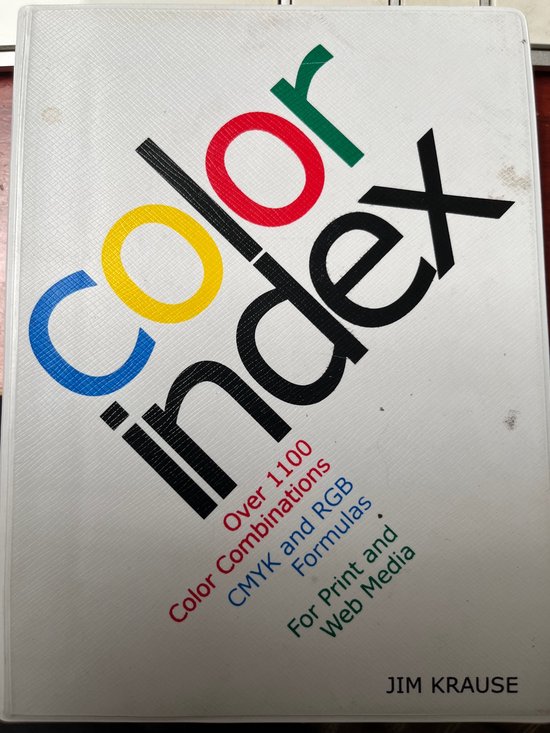 color
index
Over 1100
Color Combinations
CMYK and RGB
Formulas
For Print and
Web Media
JIM KRAUSE